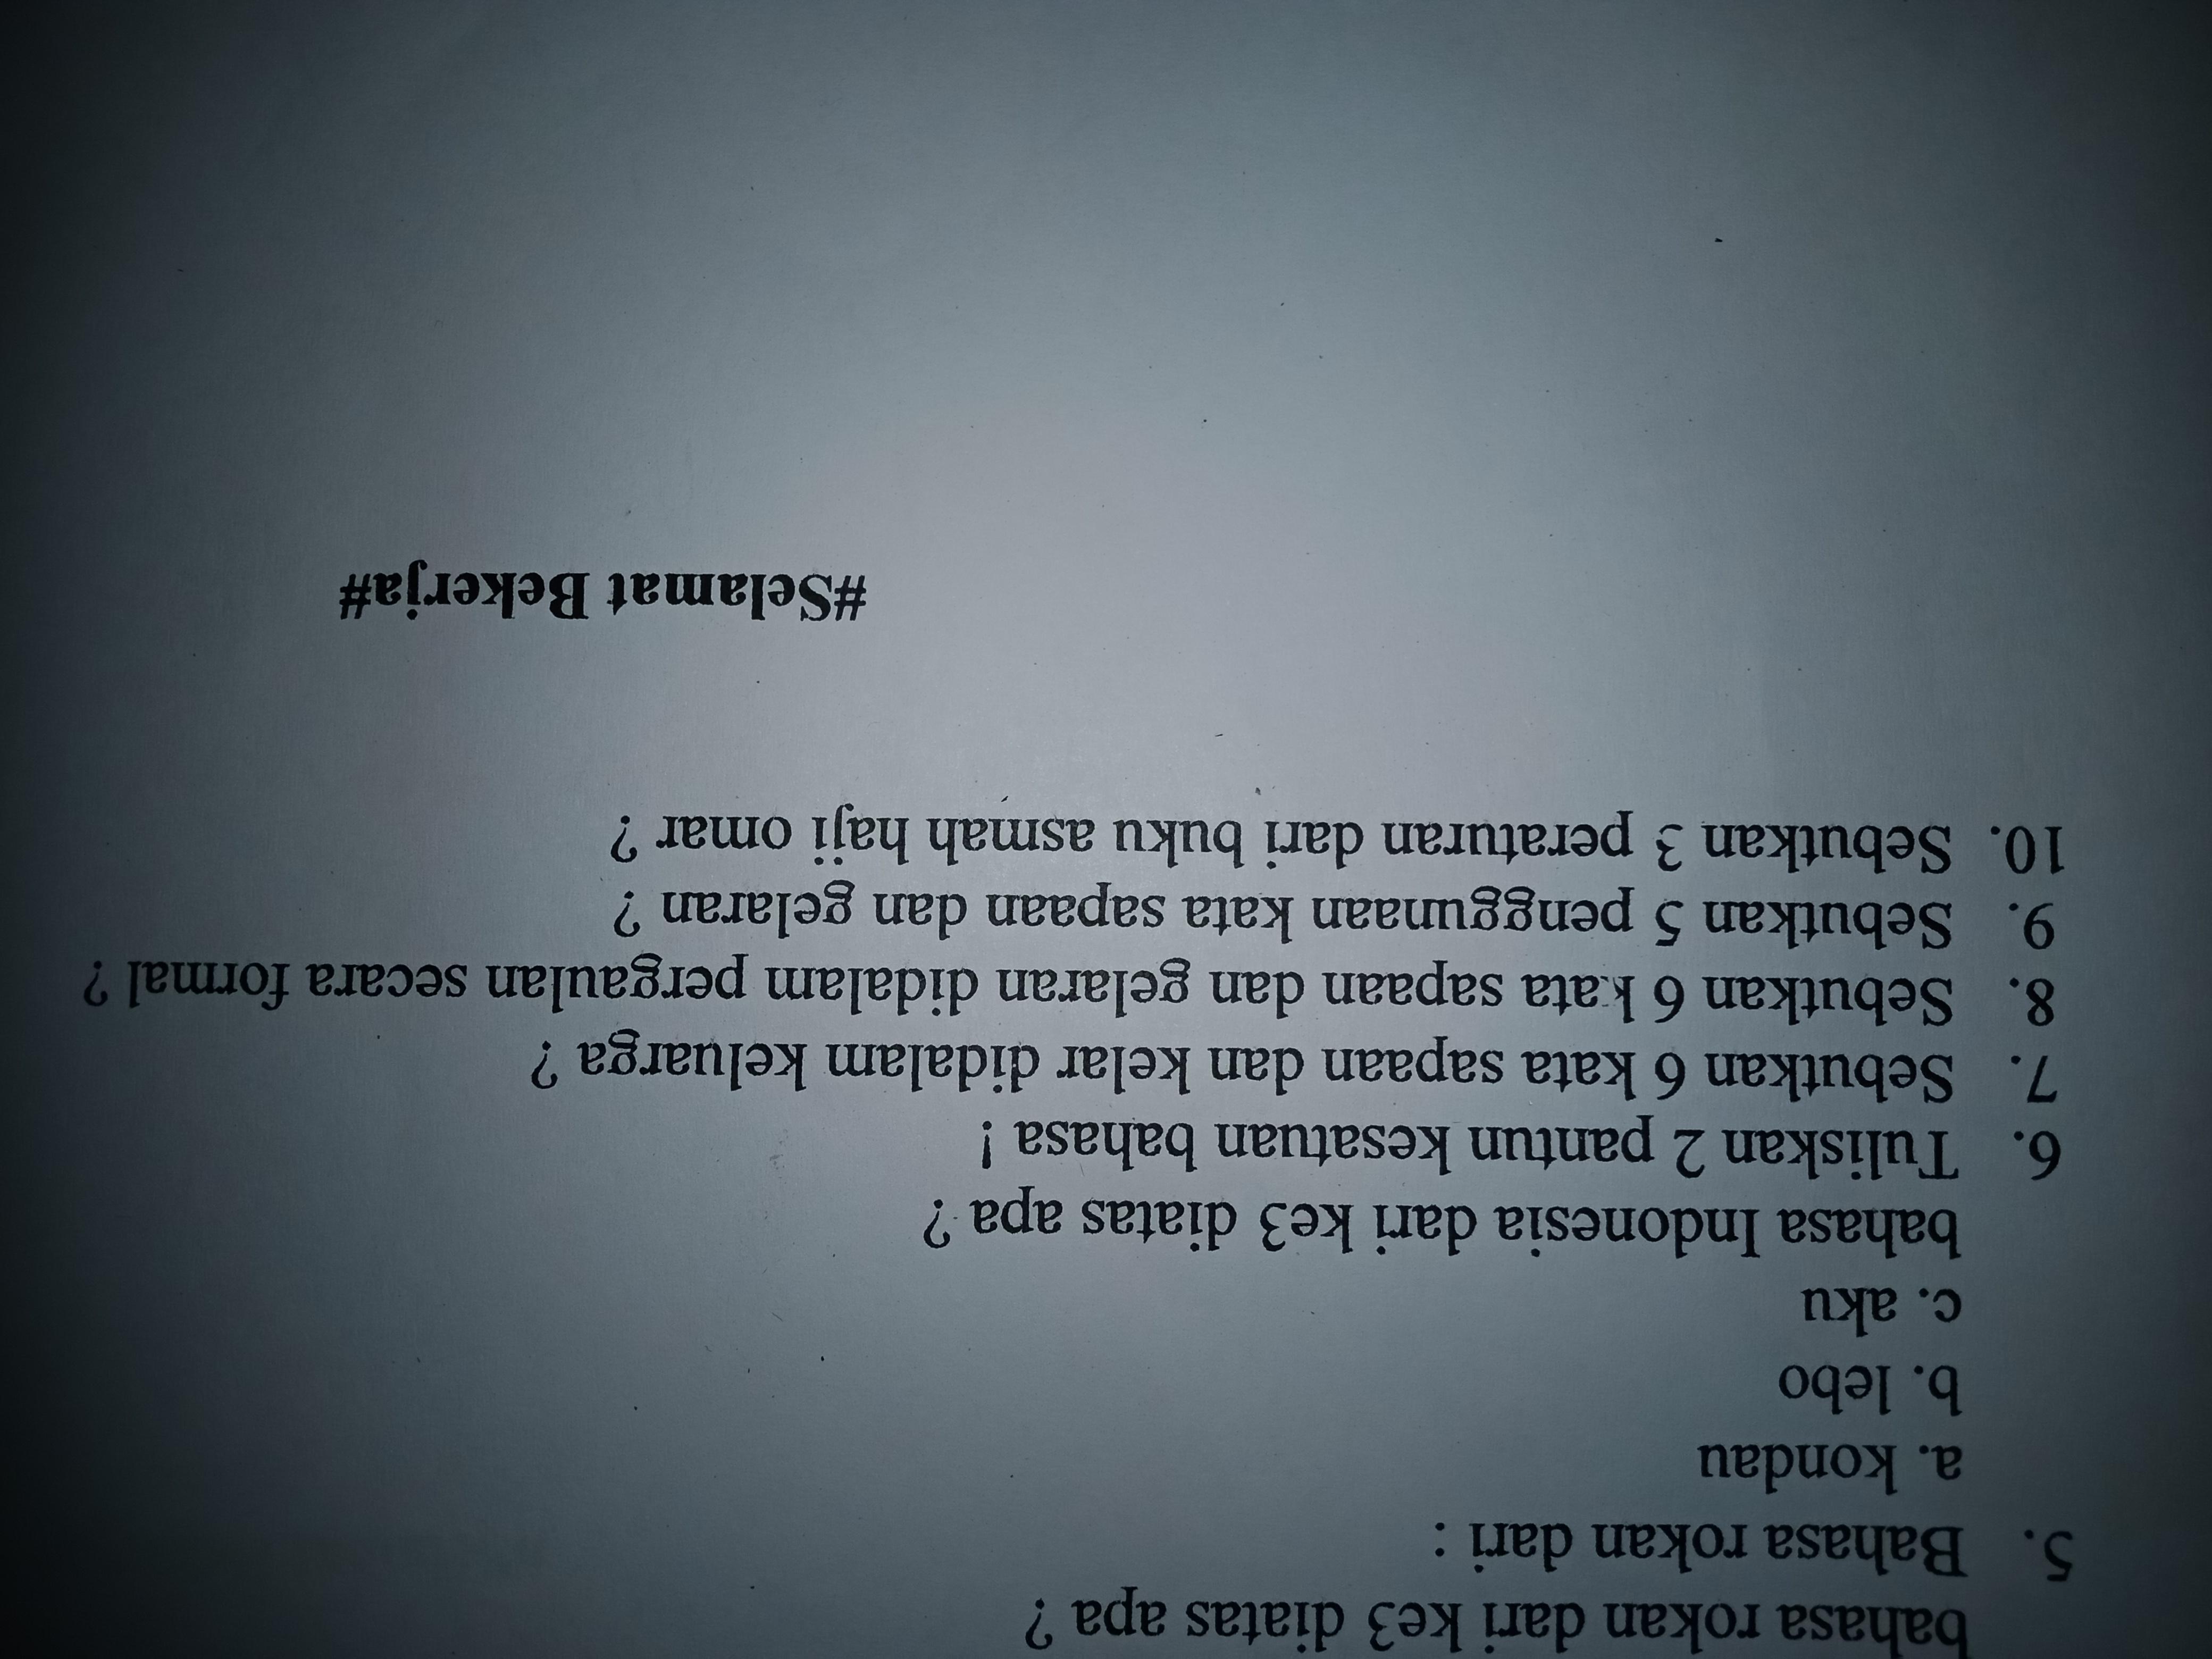 bahasa rokan dari ke3 diatas apa ?
5. Bahasa rokan dari :
a. kondau
b. lebo
c. aku
bahasa Indonesia dari ke3 diatas apa ?
6. Tuliskan 2 pantun kesatuan bahasa !
7. Sebutkan 6 kata sapaan dan kelar didalam keluarga ?
8. Sebutkan 6 kata sapaan dan gelaran didalam pergaulan secara formal ?
9. Sebutkan 5 penggunaan kata sapaan dan gelaran ?
10. Sebutkan 3 peraturan dari buku asmah haji omar ?
#Selamat Bekerja#